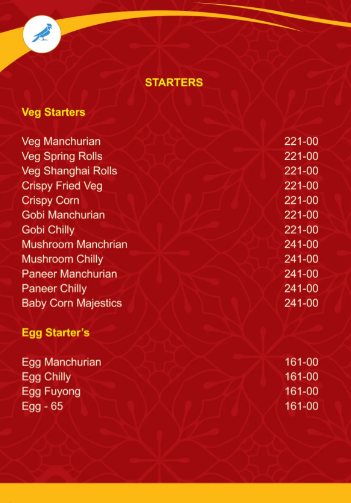 STARTERS
Veg Starters
Veg Manchurian 221-00
Veg Spring Rolls 221-00
Veg Shanghai Rolls 221-00
Crispy Fried Veg 221-00
Crispy Corn 221-00
Gobi Manchurian 221-00
Gobi Chilly 221-00
Mushroom Manchrian 241-00
Mushroom Chilly 241-00
Paneer Manchurian 241-00
Paneer Chilly 241-00
Baby Corn Majestics 241-00
Egg Starter's
Egg Manchurian 161-00
Egg Chilly 161-00
Egg Fuyong 161-00
Egg - 65 161-00